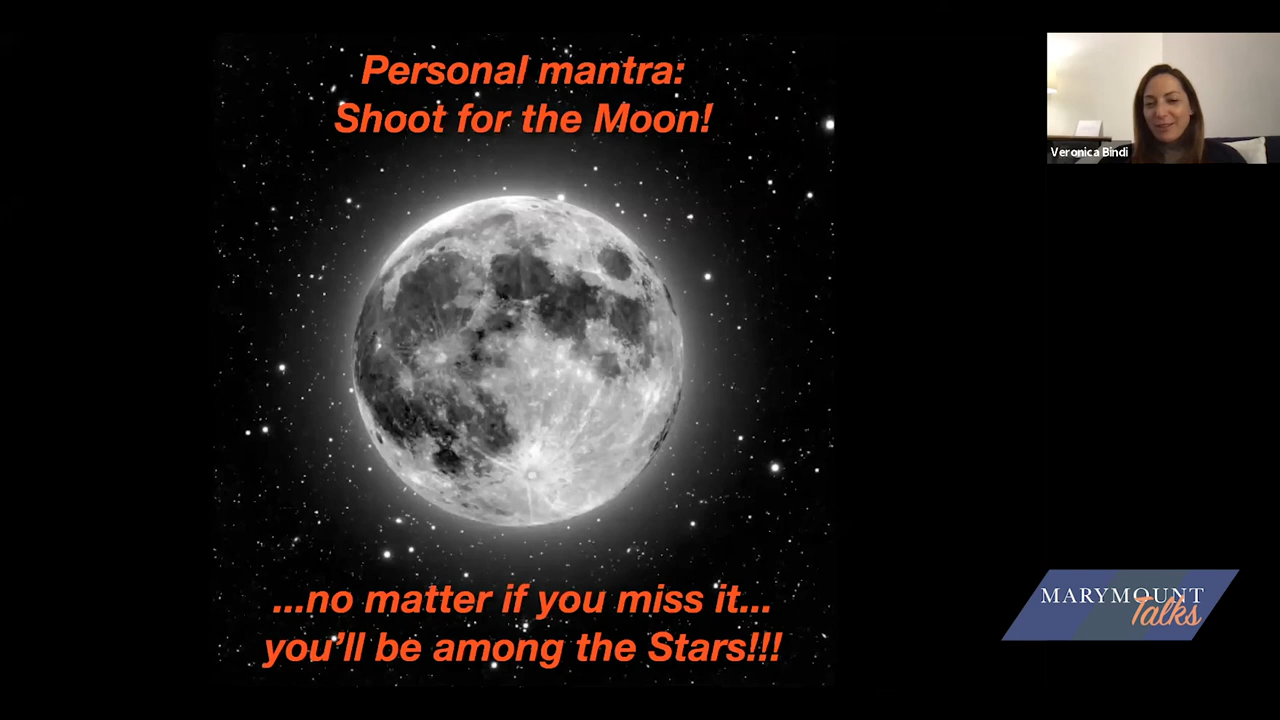 Personal mantra:
Shoot for the Moon!
Veronica Bindi
...no matter if you miss it...
you'll be among the Stars!!!
MARYMOUNT
Talks